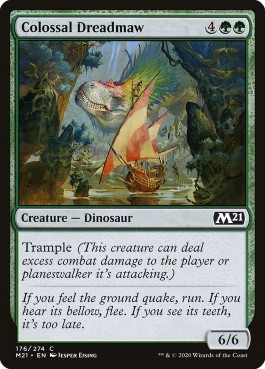 Colossal Dreadmaw 4
Creature — Dinosaur M21
Trample (This creature can deal
excess combat damage to the player or
planeswalker it's attacking.)
If you feel the ground quake, run. If you
hear its bellow, flee. If you see its teeth,
it's too late.
6/6
176/274 C
M21 • EN Jesper Ejsing
™ & © 2020 Wizards of the Coast